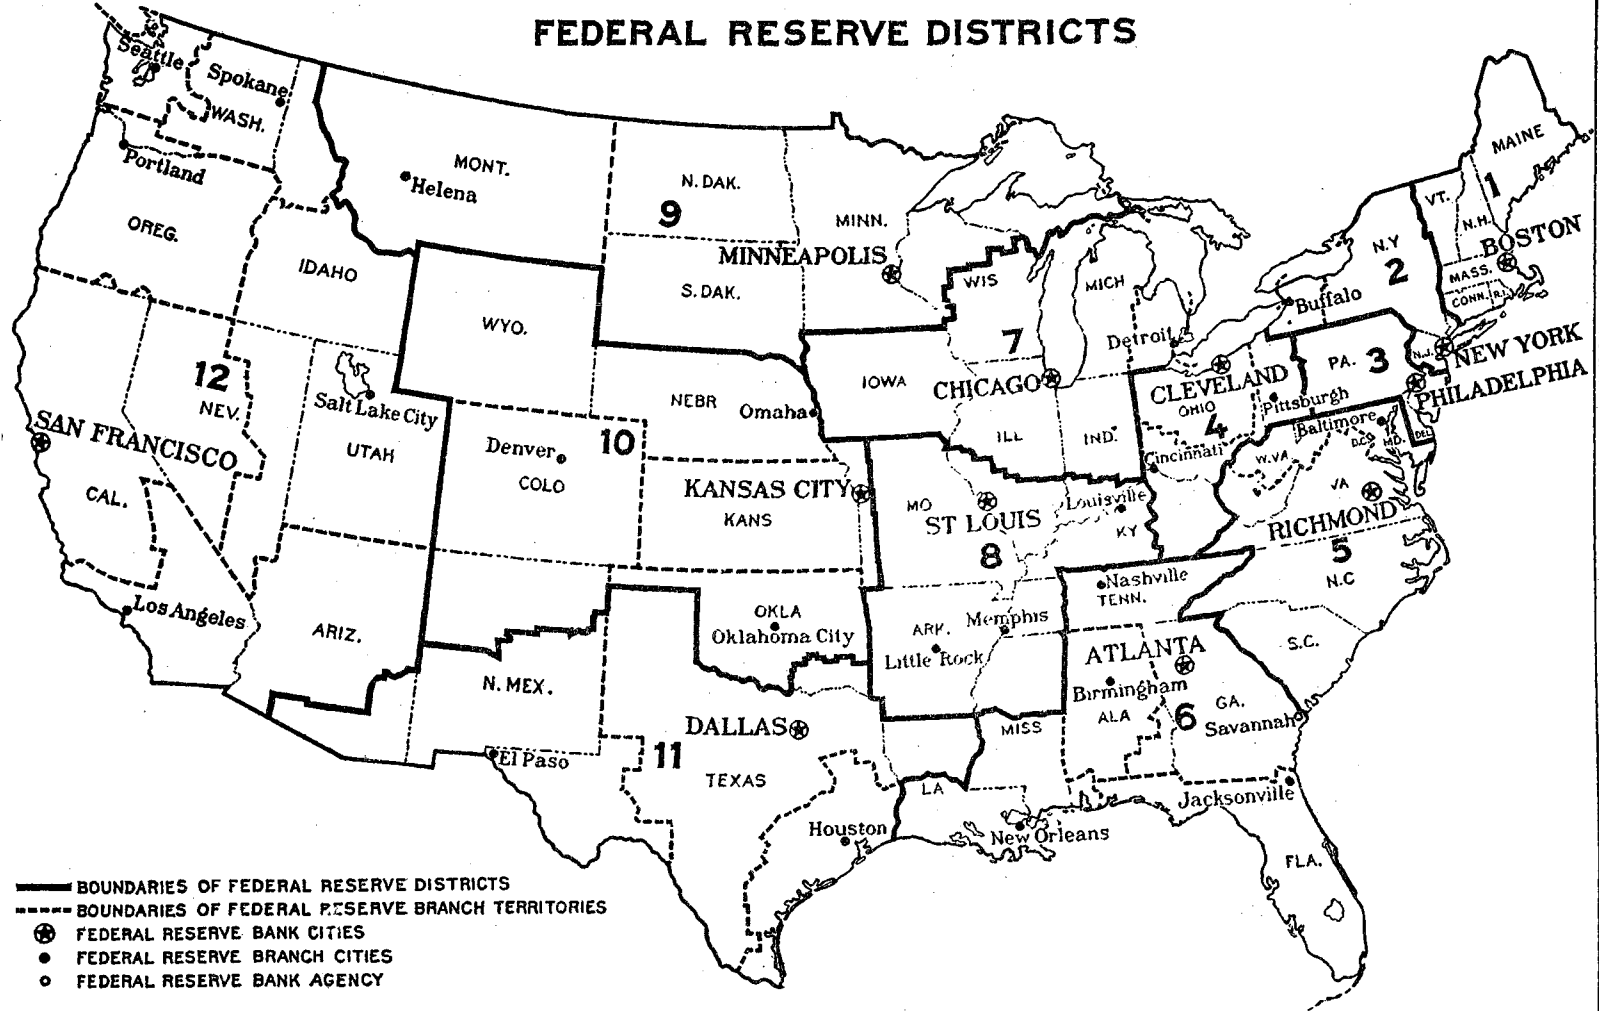 FEDERAL RESERVE DISTRICTS
Seattle
Spokane
WASH.
Portland
OREG.
IDAHO
MONT.
Helena
N. DAK.
9
MINN.
MINNEAPOLIS
S. DAK.
WYO.
WIS
MICH
7
Detroit
IOWA
CHICAGO
MAINE
VT.
1
N.H.
BOSTON
N.Y
2
MASS.
CONN.
R.I.
Buffalo
NEW YORK
N.J.
PA.
3
PHILADELPHIA
CLEVELAND
OHIO
4
Pittsburgh
Baltimore
Cincinnati
W.VA
D.C.
MD.
DEL
VA
RICHMOND
5
N.C
S.C.
12
NEV.
SAN FRANCISCO
CAL.
Los Angeles
Salt Lake City
UTAH
ARIZ.
NEBR
Omaha
Denver
10
COLO
KANSAS CITY
KANS
ILL
IND.
MO
ST LOUIS
8
Louisville
KY
Nashville
TENN.
OKLA
Oklahoma City
ARK.
Memphis
Little Rock
N. MEX.
El Paso
DALLAS
11
TEXAS
Houston
LA
New Orleans
MISS
ATLANTA
Birmingham
ALA
6
GA.
Savannah
Jacksonville
FLA.
BOUNDARIES OF FEDERAL RESERVE DISTRICTS
BOUNDARIES OF FEDERAL RESERVE BRANCH TERRITORIES
FEDERAL RESERVE BANK CITIES
FEDERAL RESERVE BRANCH CITIES
FEDERAL RESERVE BANK AGENCY